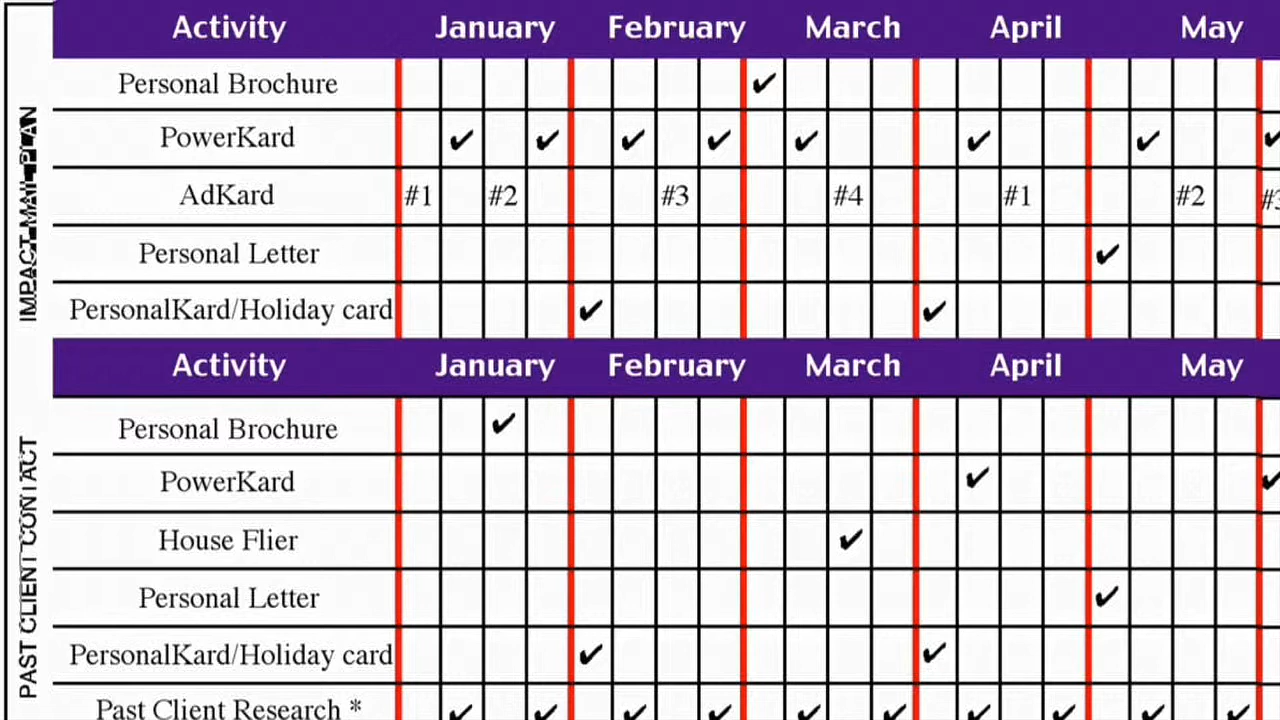 Activity January February March April May
Personal Brochure ✔
PowerKard ✔ ✔ ✔ ✔ ✔ ✔ ✔ ✔
AdKard #1 #2 #3 #4 #1 #2 #3
Personal Letter ✔
PersonalKard/Holiday card ✔ ✔
IMPACT MAIL PLAN
Activity January February March April May
Personal Brochure ✔
PowerKard ✔ ✔
House Flier ✔
Personal Letter ✔
PersonalKard/Holiday card ✔ ✔
Past Client Research * ✔ ✔ ✔ ✔ ✔ ✔ ✔ ✔ ✔ ✔
PAST CLIENT CONTACT